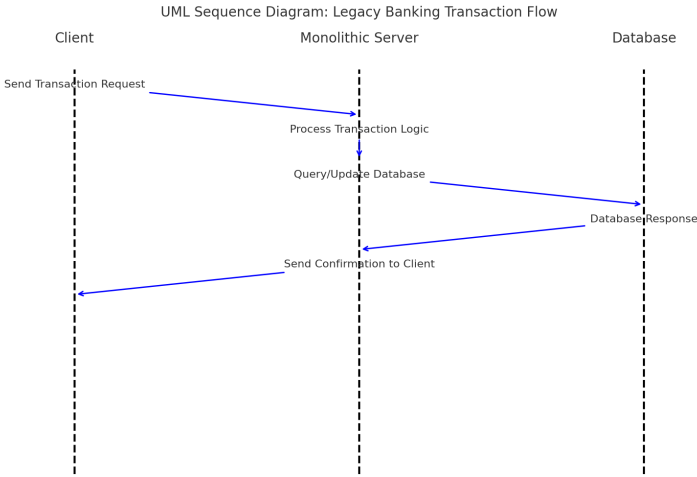 UML Sequence Diagram: Legacy Banking Transaction Flow
Client
Monolithic Server
Database
Send Transaction Request
Process Transaction Logic
Query/Update Database
Database Response
Send Confirmation to Client